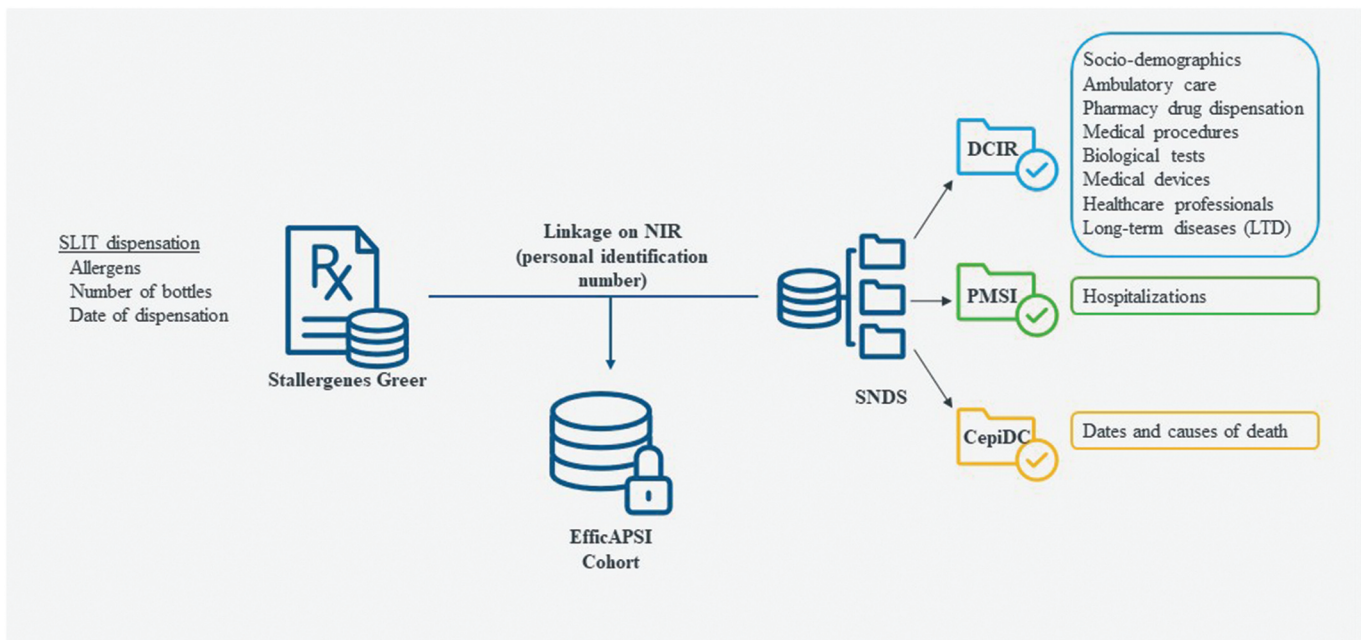 SLIT dispensation
Allergens
Number of bottles
Date of dispensation
Rx
Stallergenes Greer
Linkage on NIR
(personal identification
number)
EfficAPSI
Cohort
SNDS
DCIR
Socio-demographics
Ambulatory care
Pharmacy drug dispensation
Medical procedures
Biological tests
Medical devices
Healthcare professionals
Long-term diseases (LTD)
PMSI
Hospitalizations
CepiDC
Dates and causes of death